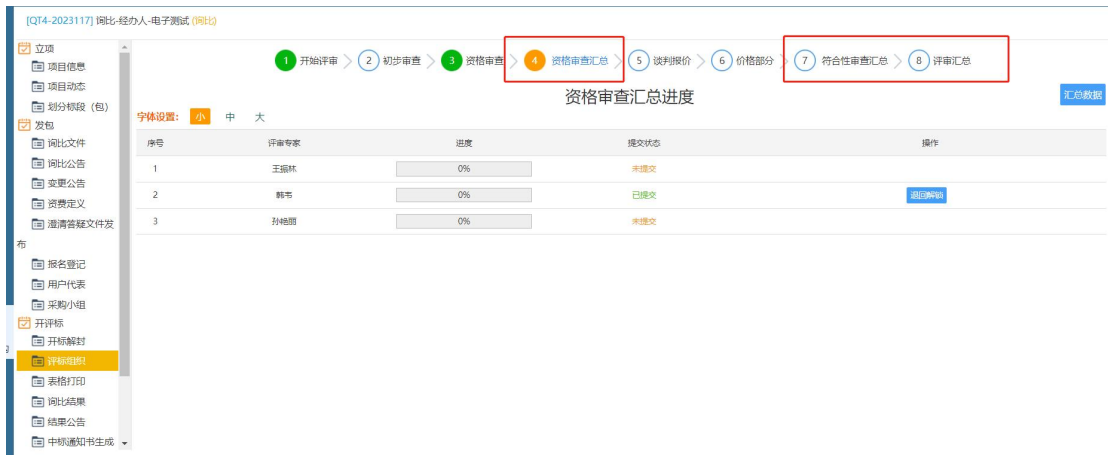 [QT4-2023117] 询比-经办人-电子测试 (询比)
立项
项目信息
项目动态
划分标段（包）
发包
询比文件
询比公告
变更公告
资费定义
澄清答疑文件发
布
报名登记
用户代表
采购小组
开评标
开标解封
评标组织
表格打印
询比结果
结果公告
中标通知书生成
1 开始评审 2 初步审查 3 资格审查 4 资格审查汇总 5 谈判报价 6 价格部分 7 符合性审查汇总 8 评审汇总
资格审查汇总进度
汇总数据
字体设置： 小 中 大
序号 评审专家 进度 提交状态 操作
1 王振林 0% 未提交
2 韩韦 0% 已提交 退回解锁
3 孙艳丽 0% 未提交